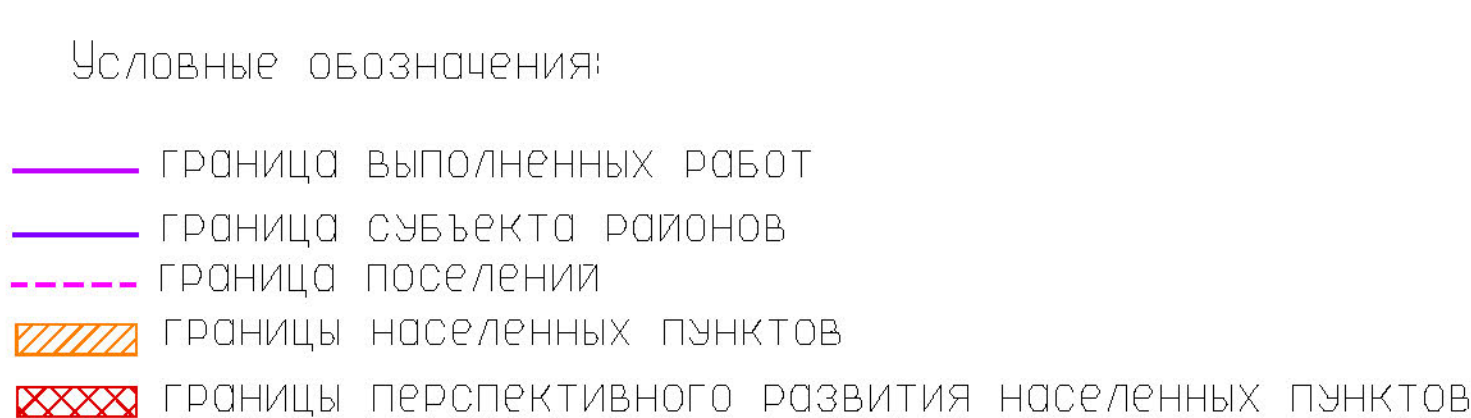 Условные обозначения:
граница выполненных работ
граница субъекта районов
граница поселений
границы населенных пунктов
границы перспективного развития населенных пунктов